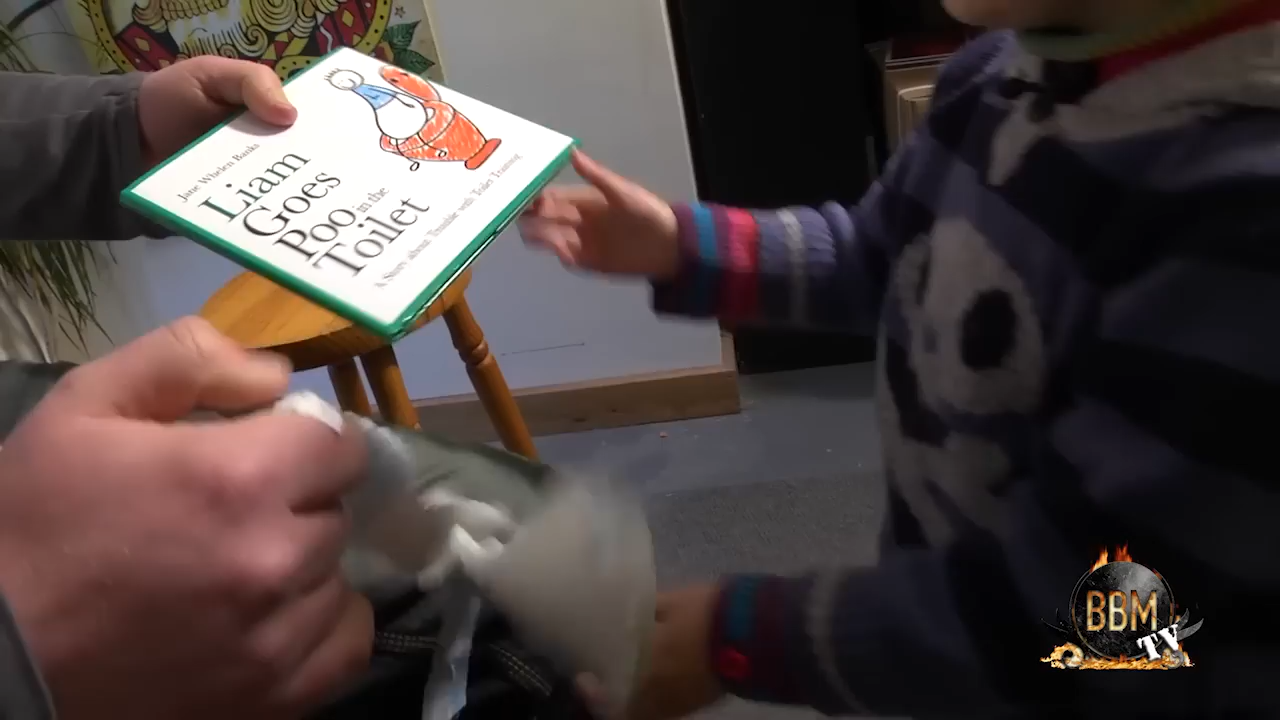 Jane Whelen Banks
Liam
Goes
Poo in the
Toilet
A Story about Trouble with Toilet Training
BBM
TV